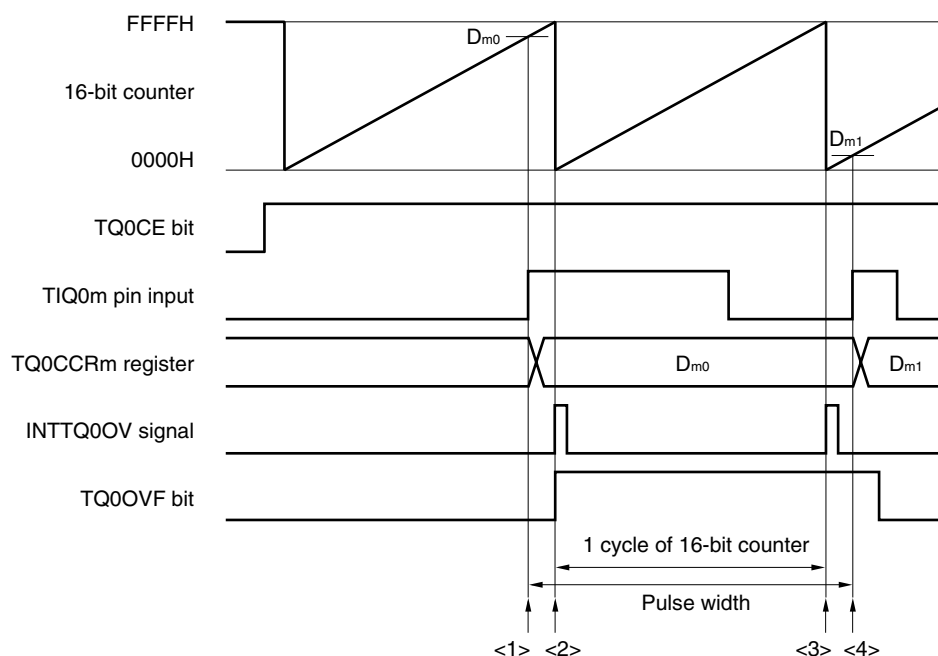 FFFFH
Dm0
16-bit counter
Dm1
0000H
TQ0CE bit
TIQ0m pin input
TQ0CCRm register
Dm0
Dm1
INTTQ0OV signal
TQ0OVF bit
1 cycle of 16-bit counter
Pulse width
<1> <2> <3> <4>